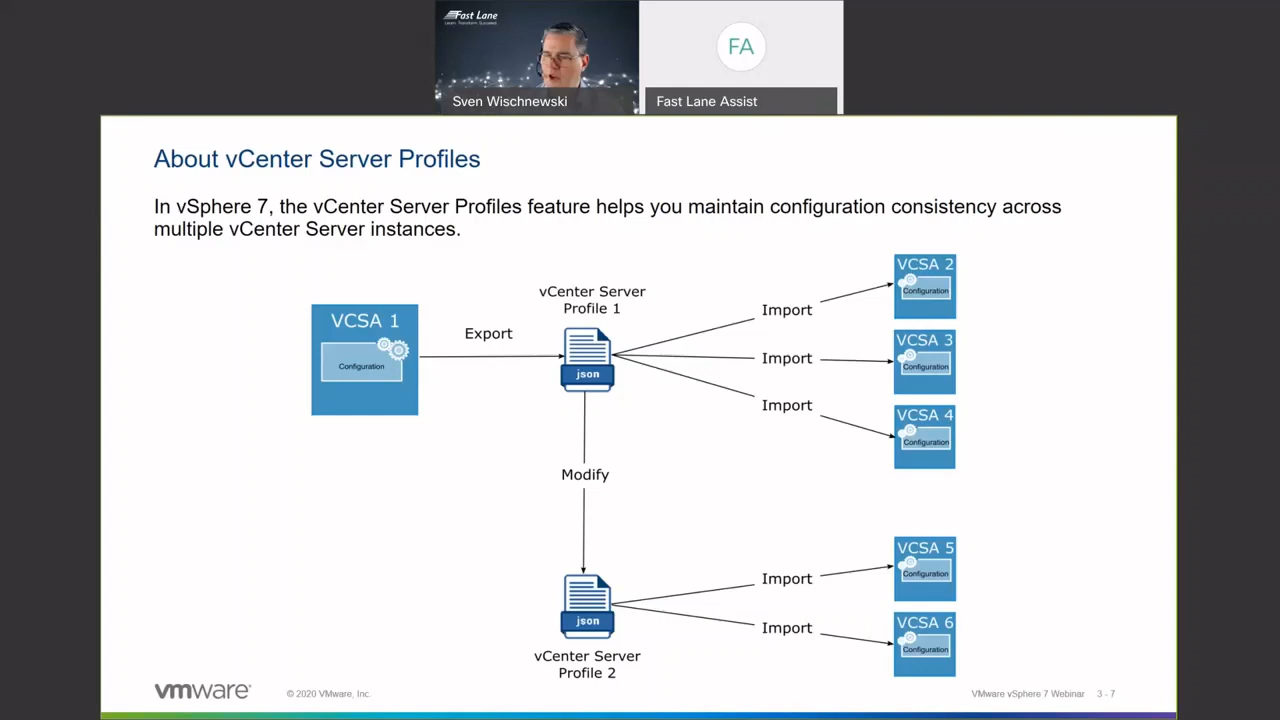 Fast Lane
Learn. Transform. Succeed.
Sven Wischnewski
FA
Fast Lane Assist
About vCenter Server Profiles
In vSphere 7, the vCenter Server Profiles feature helps you maintain configuration consistency across
multiple vCenter Server instances.
VCSA 1
Configuration
Export
vCenter Server
Profile 1
json
Import
Import
Import
VCSA 2
Configuration
VCSA 3
Configuration
VCSA 4
Configuration
Modify
json
vCenter Server
Profile 2
Import
Import
VCSA 5
Configuration
VCSA 6
Configuration
vmware®
© 2020 VMware, Inc.
VMware vSphere 7 Webinar 3 - 7